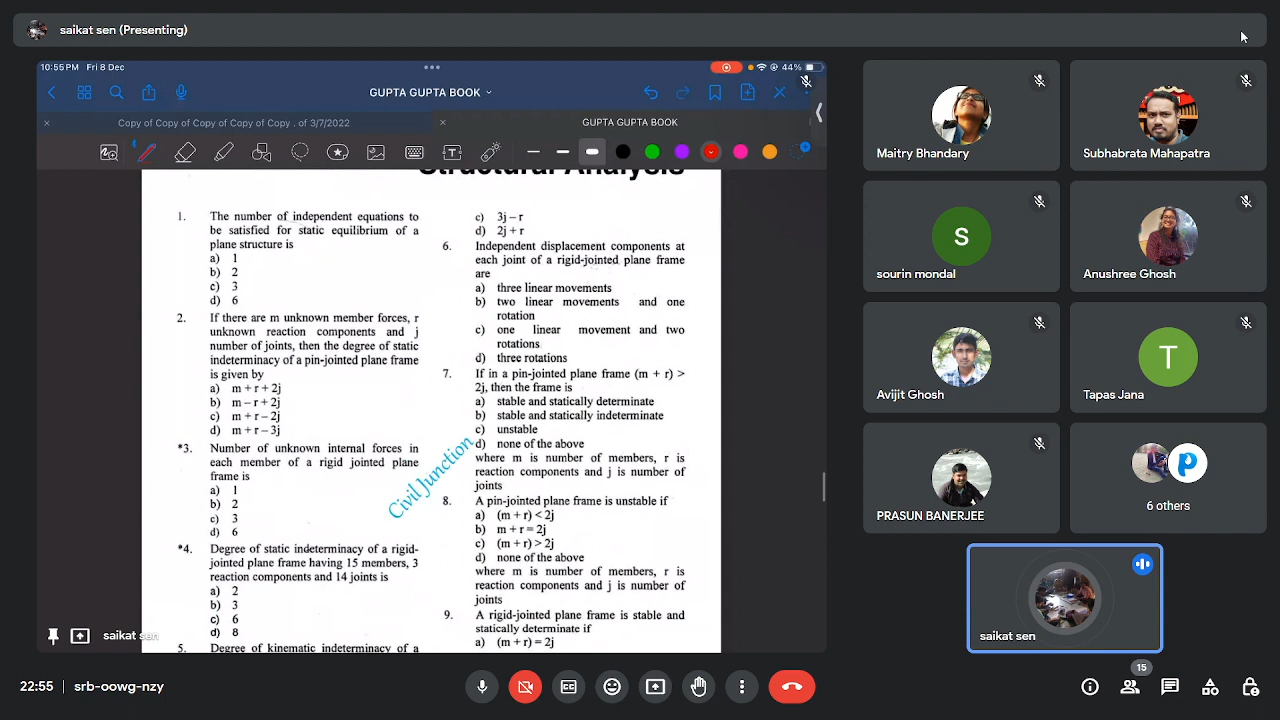 saikat sen (Presenting)
10:55 PM Fri 8 Dec
44%
GUPTA GUPTA BOOK
Copy of Copy of Copy of Copy of Copy . of 3/7/2022
GUPTA GUPTA BOOK
Structural Analysis
1. The number of independent equations to
be satisfied for static equilibrium of a
plane structure is
a) 1
b) 2
c) 3
d) 6
2. If there are m unknown member forces, r
unknown reaction components and j
number of joints, then the degree of static
indeterminacy of a pin-jointed plane frame
is given by
a) m + r + 2j
b) m – r + 2j
c) m + r – 2j
d) m + r – 3j
*3. Number of unknown internal forces in
each member of a rigid jointed plane
frame is
a) 1
b) 2
c) 3
d) 6
*4. Degree of static indeterminacy of a rigid-
jointed plane frame having 15 members, 3
reaction components and 14 joints is
a) 2
b) 3
c) 6
d) 8
5. Degree of kinematic indeterminacy of a
c) 3j – r
d) 2j + r
6. Independent displacement components at
each joint of a rigid-jointed plane frame
are
a) three linear movements
b) two linear movements and one
rotation
c) one linear movement and two
rotations
d) three rotations
7. If in a pin-jointed plane frame (m + r) >
2j, then the frame is
a) stable and statically determinate
b) stable and statically indeterminate
c) unstable
d) none of the above
where m is number of members, r is
reaction components and j is number of
joints
8. A pin-jointed plane frame is unstable if
a) (m + r) < 2j
b) m + r = 2j
c) (m + r) > 2j
d) none of the above
where m is number of members, r is
reaction components and j is number of
joints
9. A rigid-jointed plane frame is stable and
statically determinate if
a) (m + r) = 2j
Civil Junction
saikat sen
Maitry Bhandary
Subhabrata Mahapatra
s
sourin mondal
Anushree Ghosh
Avijit Ghosh
T
Tapas Jana
PRASUN BANERJEE
6 others
saikat sen
22:55 | srb-oowg-nzy
15